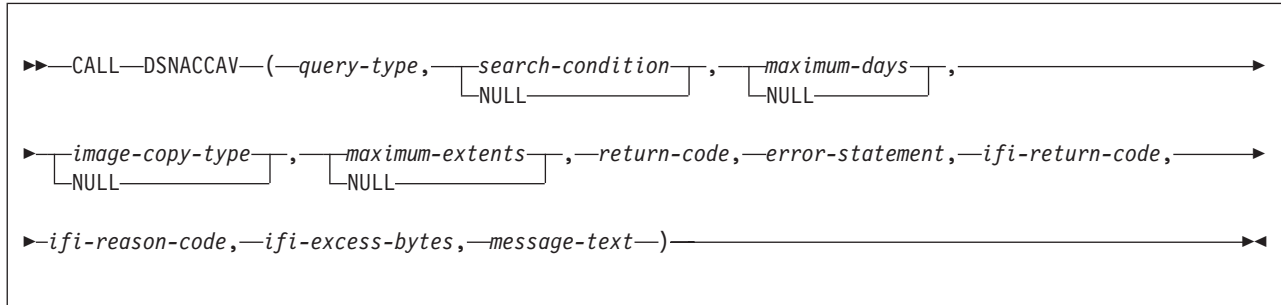 CALL DSNACCAV ( query-type, search-condition , maximum-days ,
NULL NULL
image-copy-type , maximum-extents , return-code, error-statement, ifi-return-code,
NULL NULL
ifi-reason-code, ifi-excess-bytes, message-text )